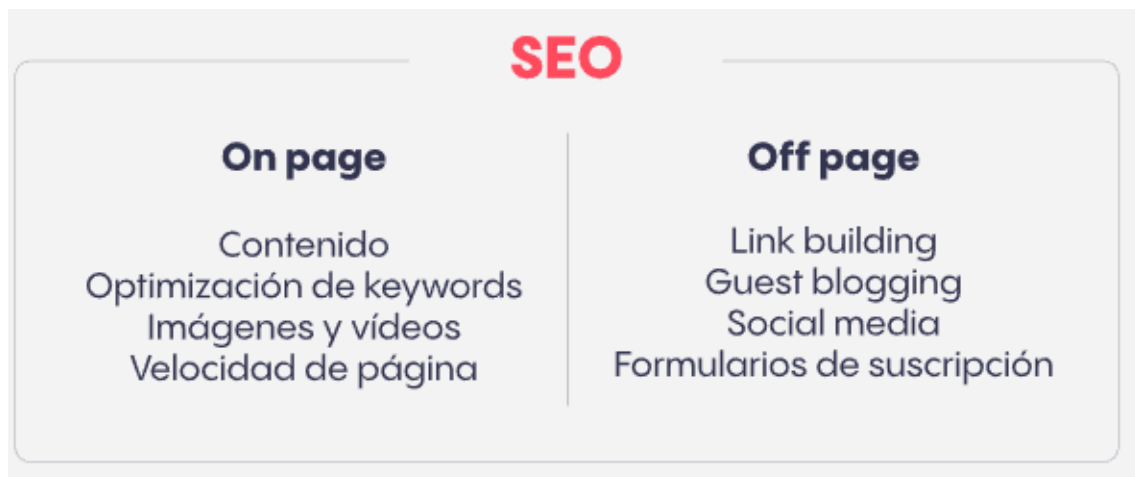 SEO
On page
Contenido
Optimización de keywords
Imágenes y vídeos
Velocidad de página
Off page
Link building
Guest blogging
Social media
Formularios de suscripción